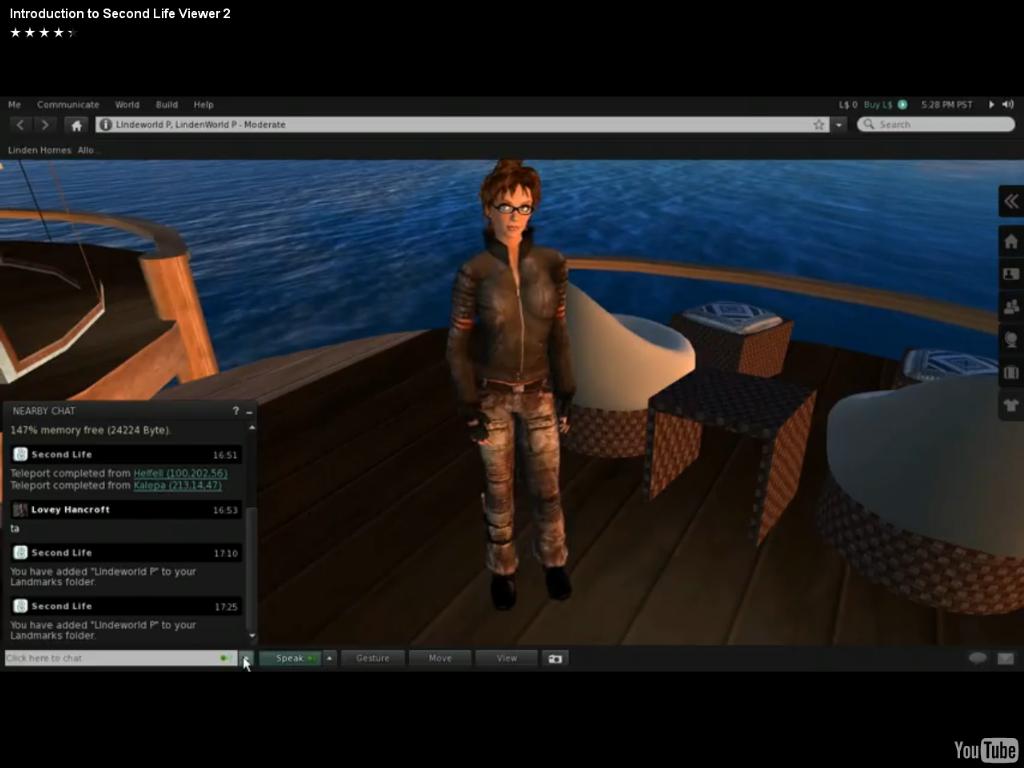 Introduction to Second Life Viewer 2
Me Communicate World Build Help
L$ 0 Buy L$ 5:28 PM PST
Lindeworld P, LindenWorld P - Moderate
Search
Linden Homes Allo...
NEARBY CHAT ? _
147% memory free (24224 Byte).
Second Life 16:51
Teleport completed from Helfell (100,202,56)
Teleport completed from Kalepa (213,14,47)
Lovey Hancroft 16:53
ta
Second Life 17:10
You have added "Lindeworld P" to your
Landmarks folder.
Second Life 17:25
You have added "Lindeworld P" to your
Landmarks folder.
Click here to chat
Speak Gesture Move View
YouTube